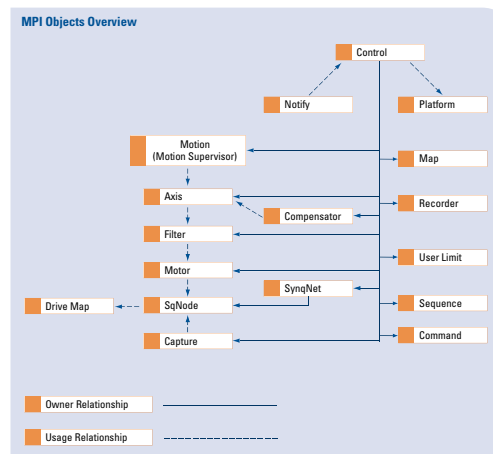 MPI Objects Overview
Control
Notify
Platform
Motion
(Motion Supervisor)
Map
Axis
Recorder
Compensator
Filter
User Limit
Motor
SynqNet
Drive Map
SqNode
Sequence
Capture
Command
Owner Relationship
Usage Relationship